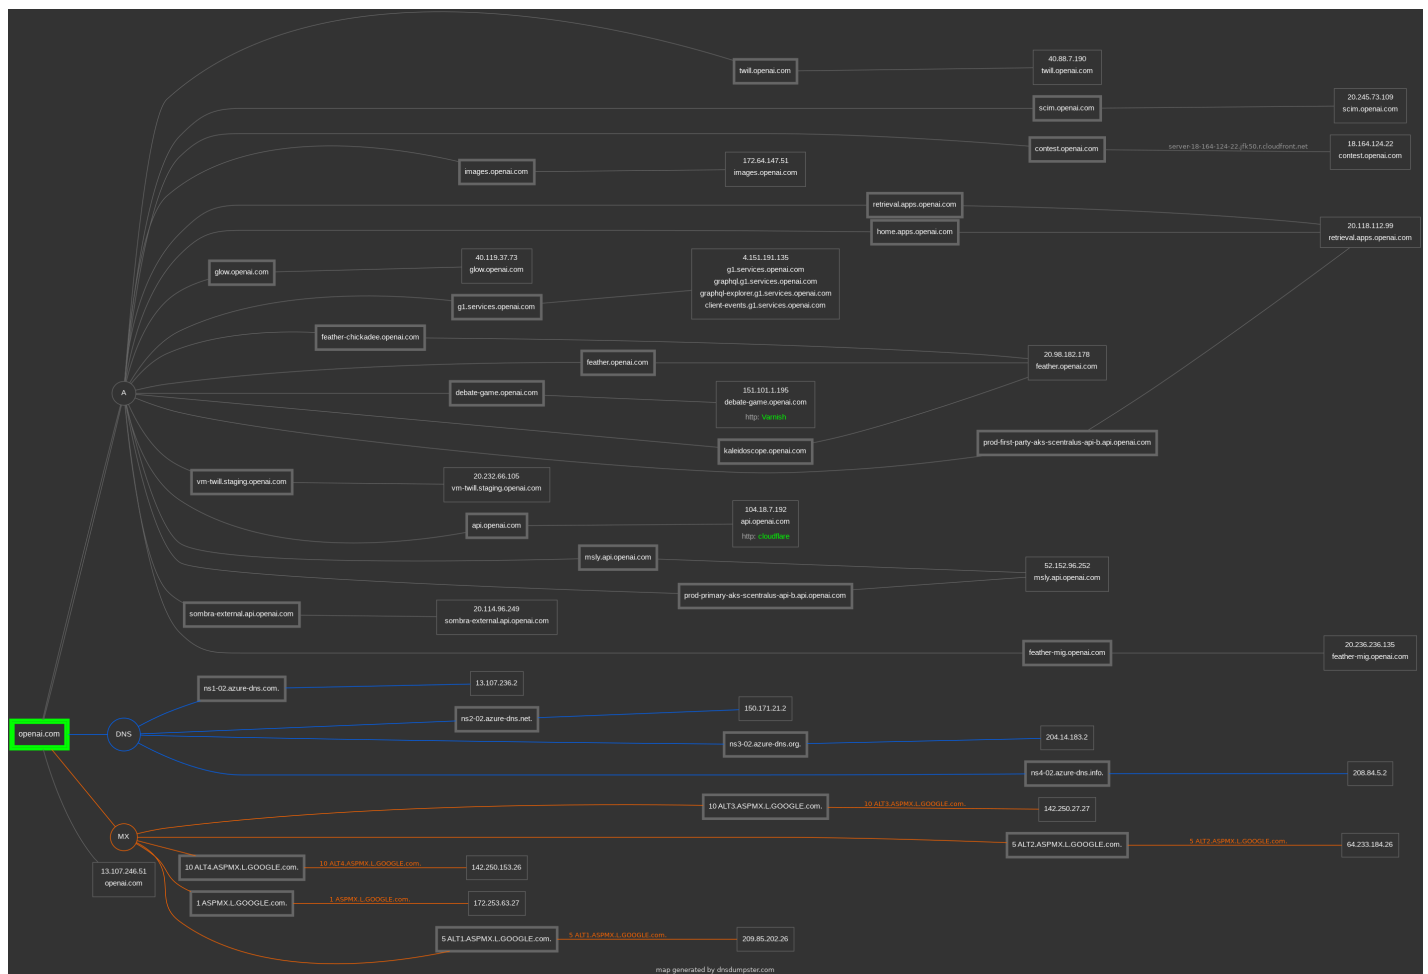 40.88.7.190
twill.openai.com
twill.openai.com
20.245.73.109
scim.openai.com
scim.openai.com
contest.openai.com
server-18-164-124-22.jfk50.r.cloudfront.net
18.164.124.22
contest.openai.com
images.openai.com
172.64.147.51
images.openai.com
retrieval.apps.openai.com
home.apps.openai.com
20.118.112.99
retrieval.apps.openai.com
glow.openai.com
40.119.37.73
glow.openai.com
4.151.191.135
g1.services.openai.com
graphql.g1.services.openai.com
graphql-explorer.g1.services.openai.com
client-events.g1.services.openai.com
g1.services.openai.com
feather-chickadee.openai.com
feather.openai.com
20.98.182.178
feather.openai.com
A
debate-game.openai.com
151.101.1.195
debate-game.openai.com
http: Varnish
kaleidoscope.openai.com
prod-first-party-aks-scentralus-api-b.api.openai.com
vm-twill.staging.openai.com
20.232.66.105
vm-twill.staging.openai.com
api.openai.com
104.18.7.192
api.openai.com
http: cloudflare
msly.api.openai.com
52.152.96.252
msly.api.openai.com
prod-primary-aks-scentralus-api-b.api.openai.com
sombra-external.api.openai.com
20.114.96.249
sombra-external.api.openai.com
feather-mig.openai.com
20.236.236.135
feather-mig.openai.com
ns1-02.azure-dns.com.
13.107.236.2
ns2-02.azure-dns.net.
150.171.21.2
openai.com
DNS
ns3-02.azure-dns.org.
204.14.183.2
ns4-02.azure-dns.info.
208.84.5.2
10 ALT3.ASPMX.L.GOOGLE.com.
10 ALT3.ASPMX.L.GOOGLE.com.
142.250.27.27
MX
5 ALT2.ASPMX.L.GOOGLE.com.
5 ALT2.ASPMX.L.GOOGLE.com.
64.233.184.26
10 ALT4.ASPMX.L.GOOGLE.com.
10 ALT4.ASPMX.L.GOOGLE.com.
142.250.153.26
13.107.246.51
openai.com
1 ASPMX.L.GOOGLE.com.
1 ASPMX.L.GOOGLE.com.
172.253.63.27
5 ALT1.ASPMX.L.GOOGLE.com.
5 ALT1.ASPMX.L.GOOGLE.com.
209.85.202.26
map generated by dnsdumpster.com